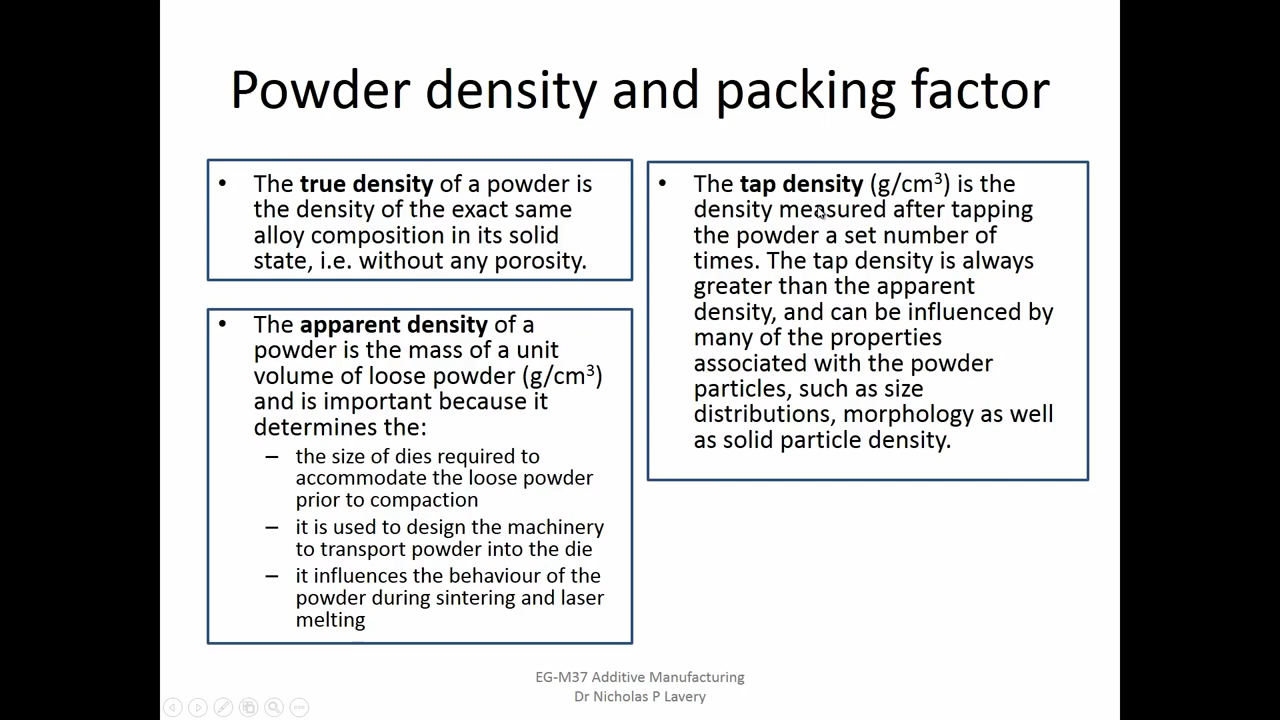 Powder density and packing factor
• The true density of a powder is
the density of the exact same
alloy composition in its solid
state, i.e. without any porosity.
• The apparent density of a
powder is the mass of a unit
volume of loose powder (g/cm³)
and is important because it
determines the:
– the size of dies required to
accommodate the loose powder
prior to compaction
– it is used to design the machinery
to transport powder into the die
– it influences the behaviour of the
powder during sintering and laser
melting
• The tap density (g/cm³) is the
density measured after tapping
the powder a set number of
times. The tap density is always
greater than the apparent
density, and can be influenced by
many of the properties
associated with the powder
particles, such as size
distributions, morphology as well
as solid particle density.
EG-M37 Additive Manufacturing
Dr Nicholas P Lavery